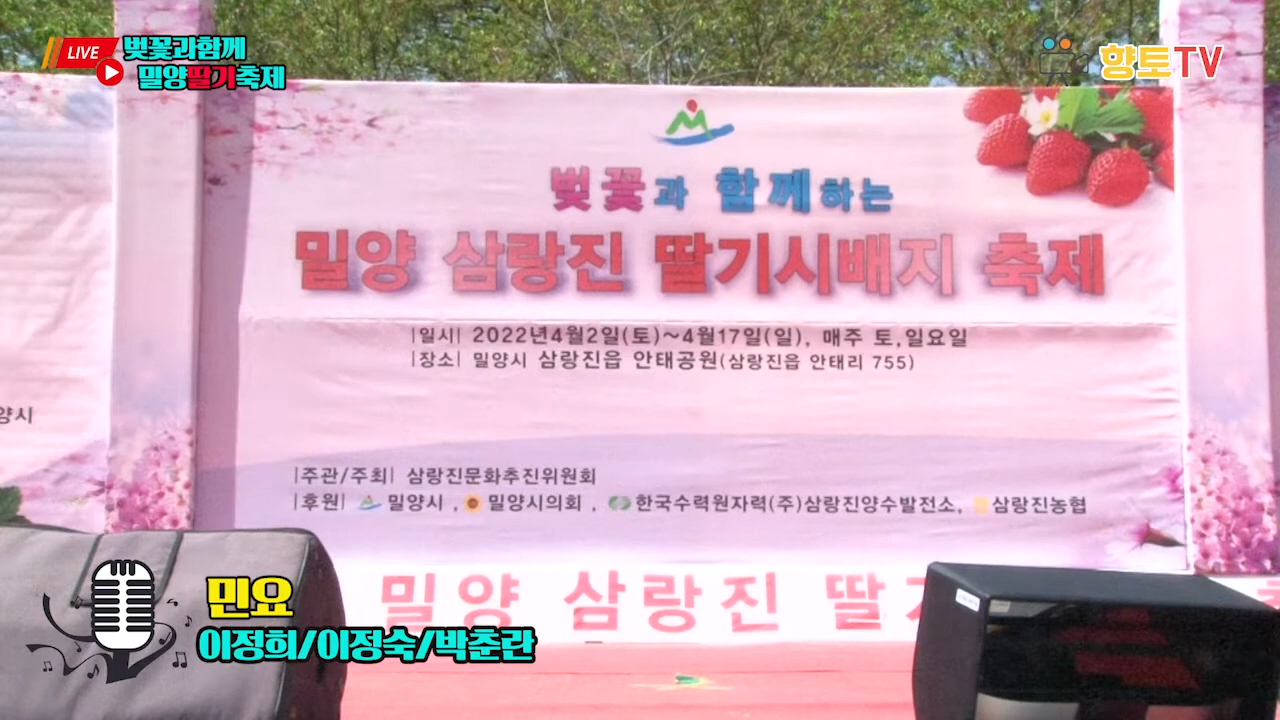 LIVE
벚꽃과함께
밀양딸기축제
향토TV
벚꽃과 함께하는
밀양 삼랑진 딸기시배지 축제
|일시| 2022년4월2일(토)~4월17일(일), 매주 토,일요일
|장소| 밀양시 삼랑진읍 안태공원(삼랑진읍 안태리 755)
양시
|주관/주최| 삼랑진문화추진위원회
|후원| 밀양시, 밀양시의회, 한국수력원자력(주)삼랑진양수발전소, 삼랑진농협
밀양 삼랑진 딸
민요
이정희/이정숙/박춘관